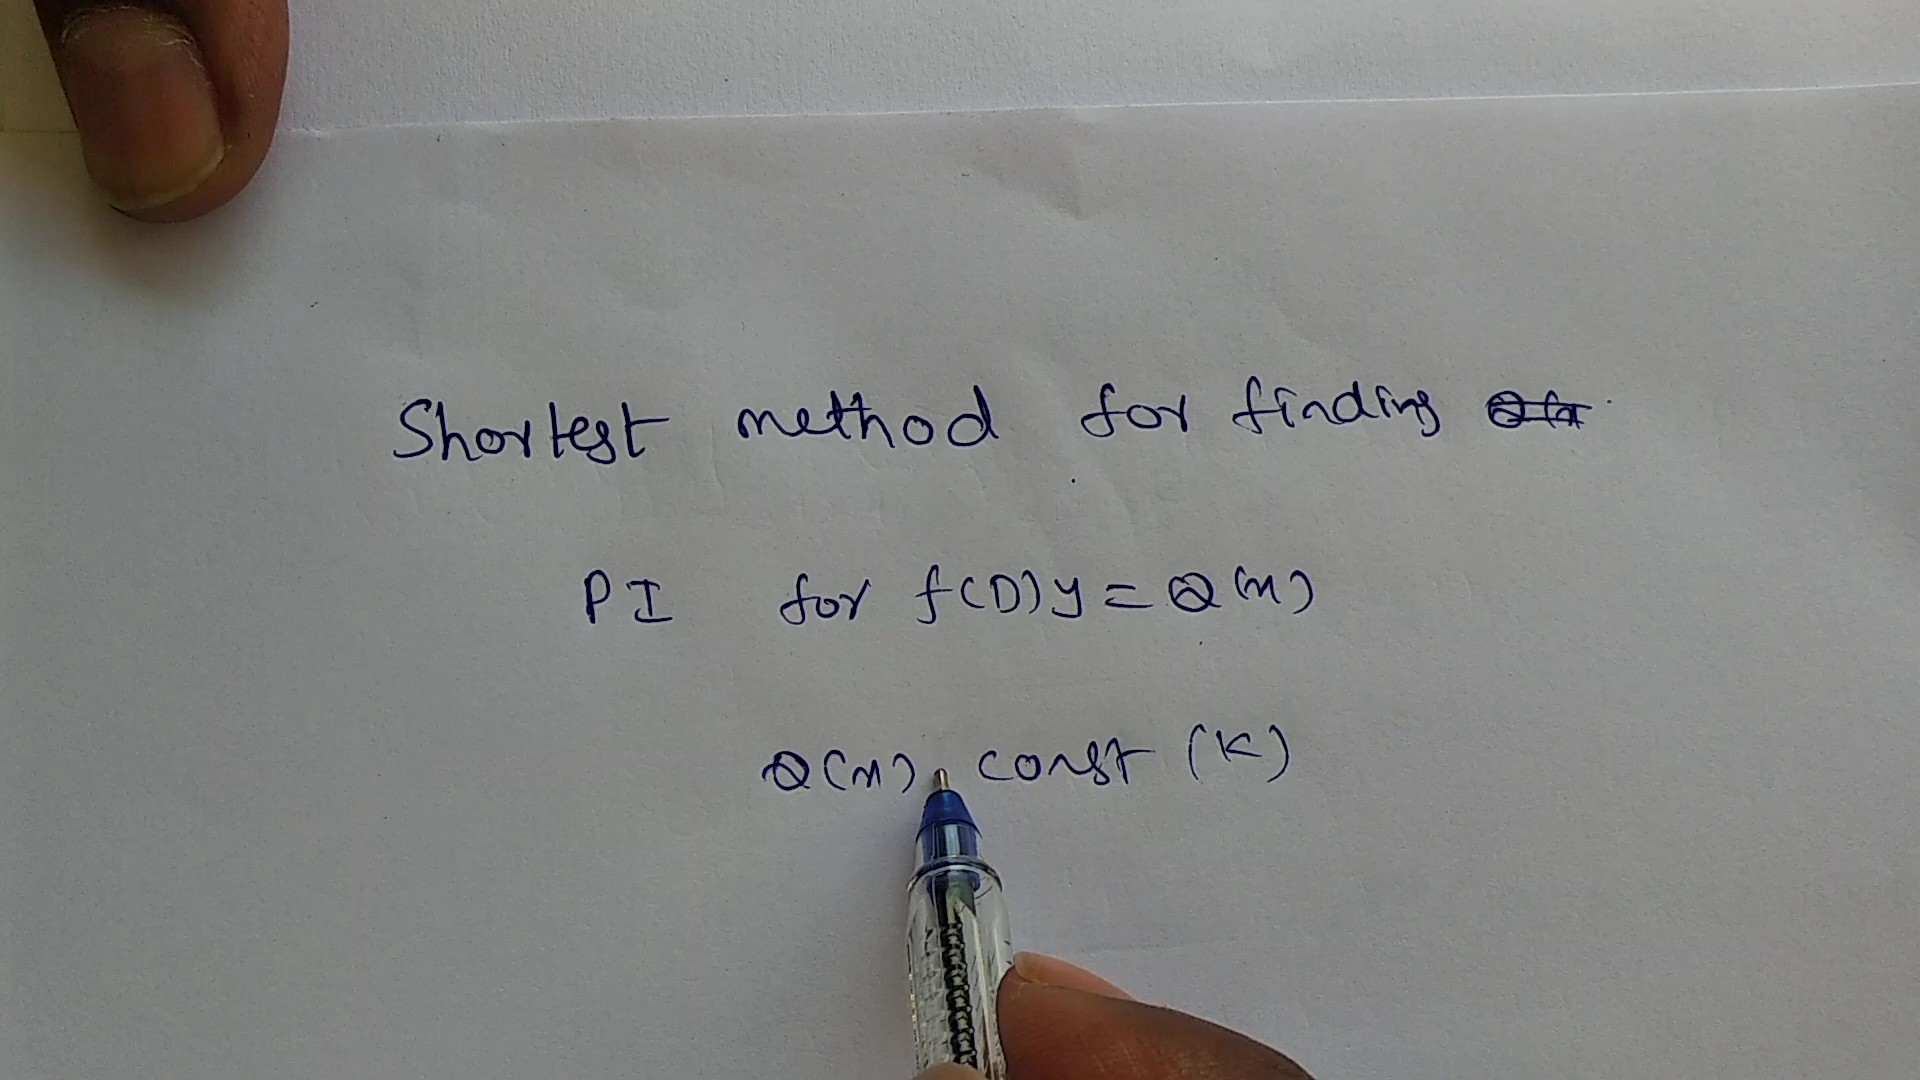 Shortest method for finding
PI for f(D)y = Q(x)
Q(x) const (K)